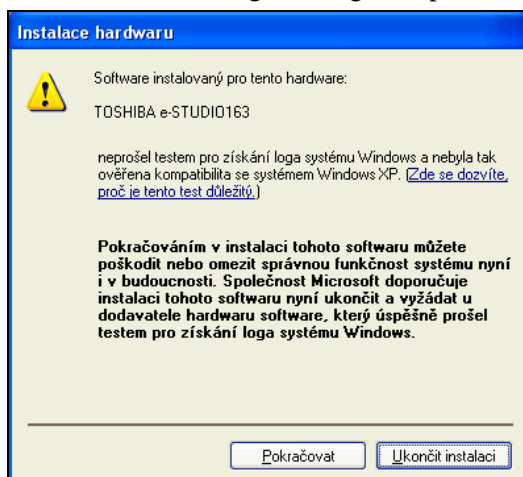 Instalace hardwaru
Software instalovaný pro tento hardware:
TOSHIBA e-STUDIO163
neprošel testem pro získání loga systému Windows a nebyla tak
ověřena kompatibilita se systémem Windows XP. (Zde se dozvíte,
proč je tento test důležitý.)
Pokračováním v instalaci tohoto softwaru můžete
poškodit nebo omezit správnou funkčnost systému nyní
i v budoucnosti. Společnost Microsoft doporučuje
instalaci tohoto softwaru nyní ukončit a vyžádat u
dodavatele hardwaru software, který úspěšně prošel
testem pro získání loga systému Windows.
Pokračovat
Ukončit instalaci